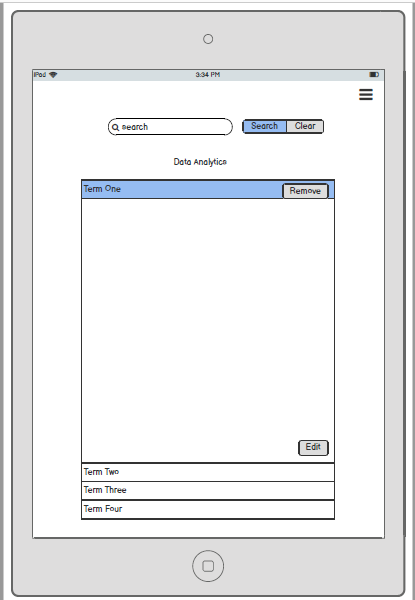 iPad 3:34 PM
search Search Clear
Data Analytics
Term One Remove
Edit
Term Two
Term Three
Term Four